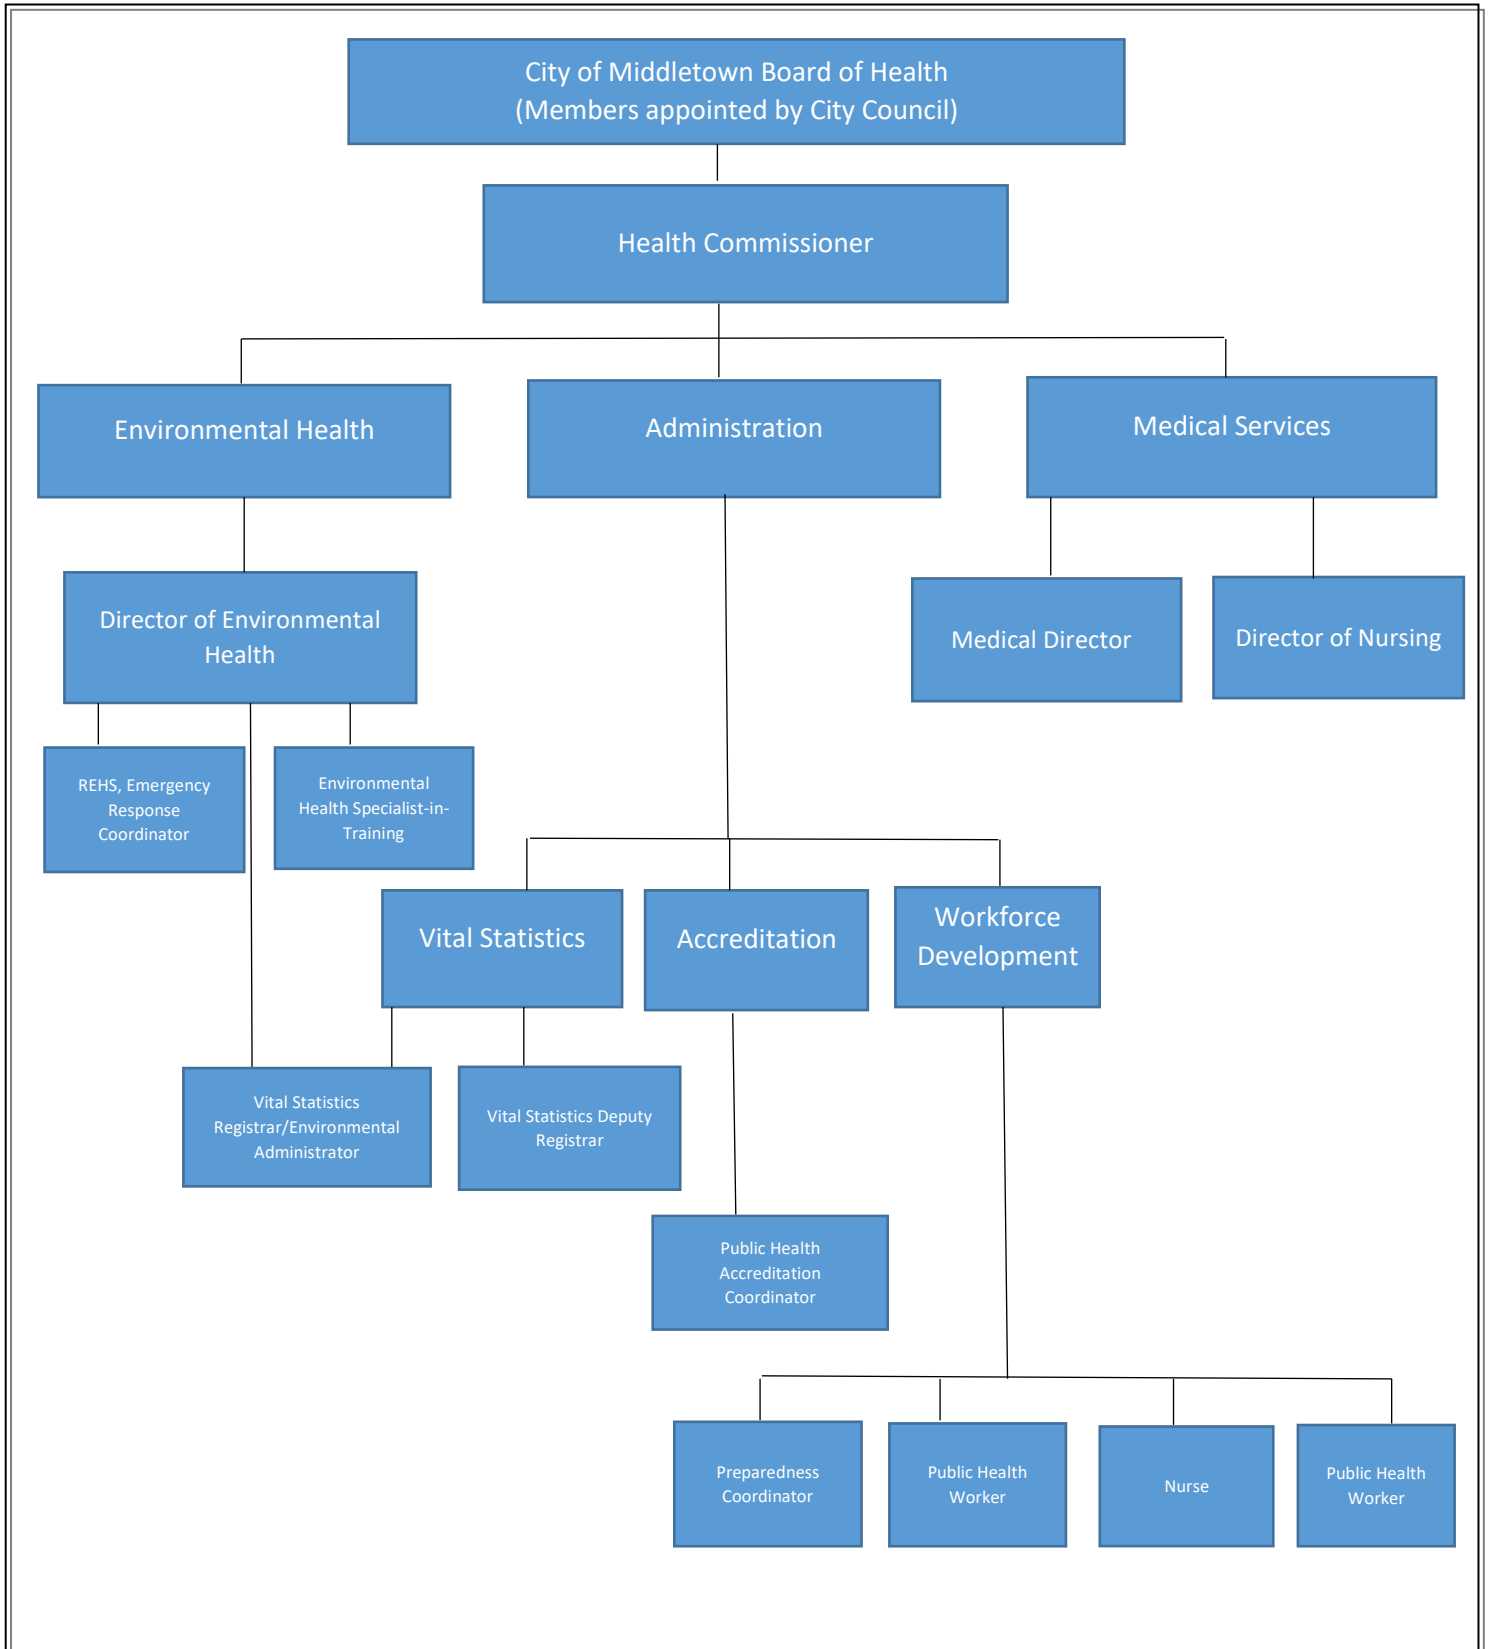 City of Middletown Board of Health
(Members appointed by City Council)
Health Commissioner
Environmental Health
Administration
Medical Services
Director of Environmental
Health
Medical Director
Director of Nursing
REHS, Emergency
Response
Coordinator
Environmental
Health Specialist-in-
Training
Vital Statistics
Accreditation
Workforce
Development
Vital Statistics
Registrar/Environmental
Administrator
Vital Statistics Deputy
Registrar
Public Health
Accreditation
Coordinator
Preparedness
Coordinator
Public Health
Worker
Nurse
Public Health
Worker